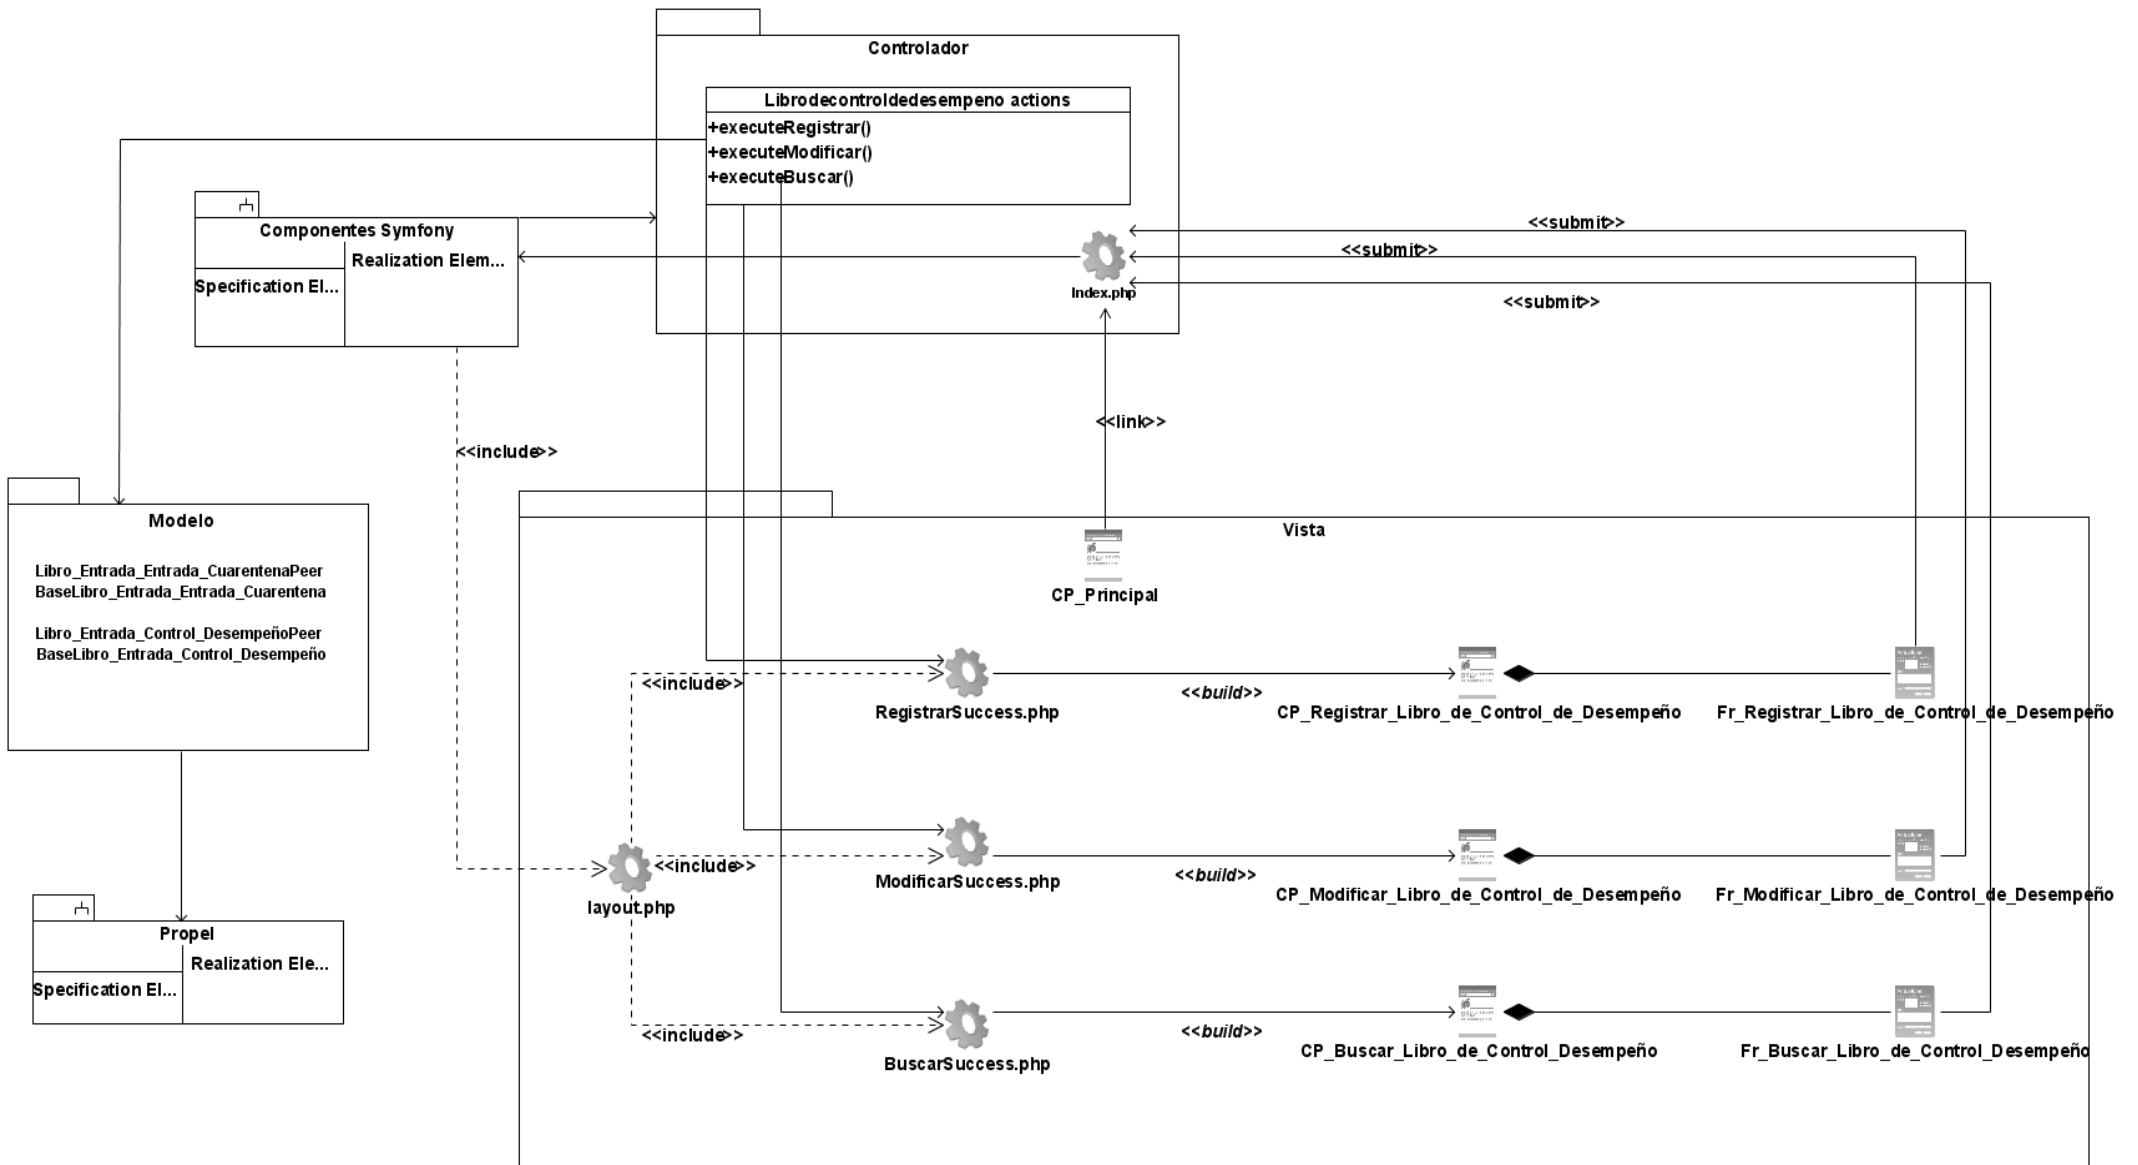 Controlador
Librodecontroldedesempeno actions
+executeRegistrar()
+executeModificar()
+executeBuscar()
Componentes Symfony
Realization Elem...
Specification El...
Index.php
<<submit>>
<<submit>>
<<submit>>
<<link>>
<<include>>
Modelo
Libro_Entrada_Entrada_CuarentenaPeer
BaseLibro_Entrada_Entrada_Cuarentena
Libro_Entrada_Control_DesempeñoPeer
BaseLibro_Entrada_Control_Desempeño
Vista
CP_Principal
<<include>>
<<build>>
RegistrarSuccess.php
CP_Registrar_Libro_de_Control_de_Desempeño
Fr_Registrar_Libro_de_Control_de_Desempeño
<<include>>
<<build>>
ModificarSuccess.php
CP_Modificar_Libro_de_Control_de_Desempeño
Fr_Modificar_Libro_de_Control_de_Desempeño
layout.php
Propel
Realization Ele...
Specification El...
<<include>>
<<build>>
BuscarSuccess.php
CP_Buscar_Libro_de_Control_Desempeño
Fr_Buscar_Libro_de_Control_Desempeño